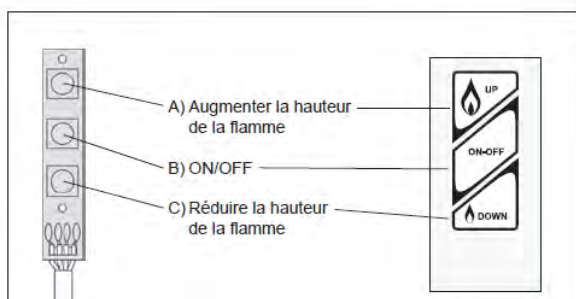 A) Augmenter la hauteur
de la flamme
B) ON/OFF
C) Réduire la hauteur
de la flamme
UP
ON-OFF
DOWN